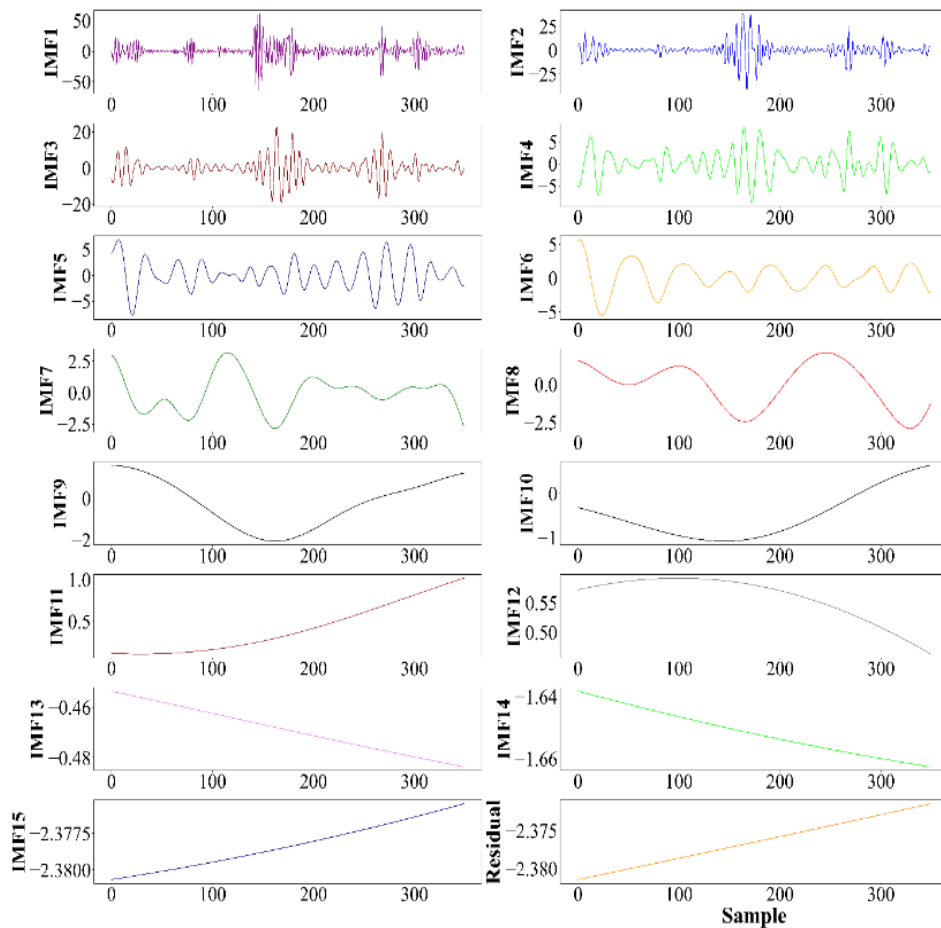 IMF1
50
0
−50
0 100 200 300
IMF2
25
0
−25
0 100 200 300
IMF3
20
0
−20
0 100 200 300
IMF4
5
0
−5
0 100 200 300
IMF5
5
0
−5
0 100 200 300
IMF6
5
0
−5
0 100 200 300
IMF7
2.5
0.0
−2.5
0 100 200 300
IMF8
0.0
−2.5
0 100 200 300
IMF9
0
−2
0 100 200 300
IMF10
0
−1
0 100 200 300
IMF11
1.0
0.5
0 100 200 300
IMF12
0.55
0.50
0 100 200 300
IMF13
−0.46
−0.48
0 100 200 300
IMF14
−1.64
−1.66
0 100 200 300
IMF15
−2.3775
−2.3800
0 100 200 300
Residual
−2.375
−2.380
0 100 200 300
Sample